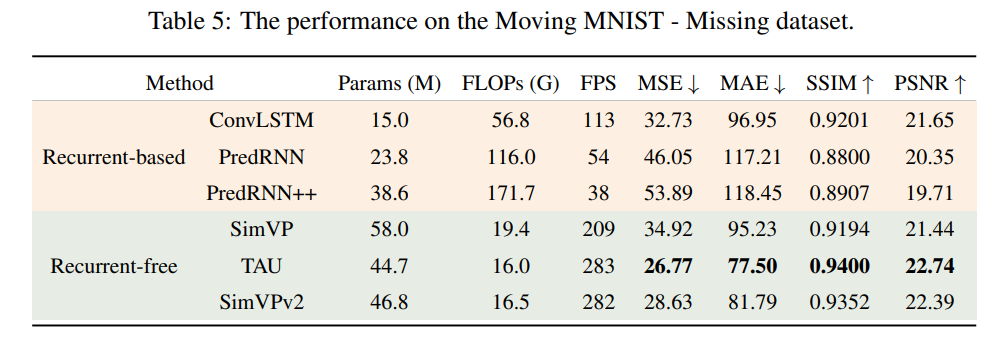 Table 5: The performance on the Moving MNIST - Missing dataset.
Method Params (M) FLOPs (G) FPS MSE ↓ MAE ↓ SSIM ↑ PSNR ↑
ConvLSTM 15.0 56.8 113 32.73 96.95 0.9201 21.65
Recurrent-based PredRNN 23.8 116.0 54 46.05 117.21 0.8800 20.35
PredRNN++ 38.6 171.7 38 53.89 118.45 0.8907 19.71
SimVP 58.0 19.4 209 34.92 95.23 0.9194 21.44
Recurrent-free TAU 44.7 16.0 283 26.77 77.50 0.9400 22.74
SimVPv2 46.8 16.5 282 28.63 81.79 0.9352 22.39